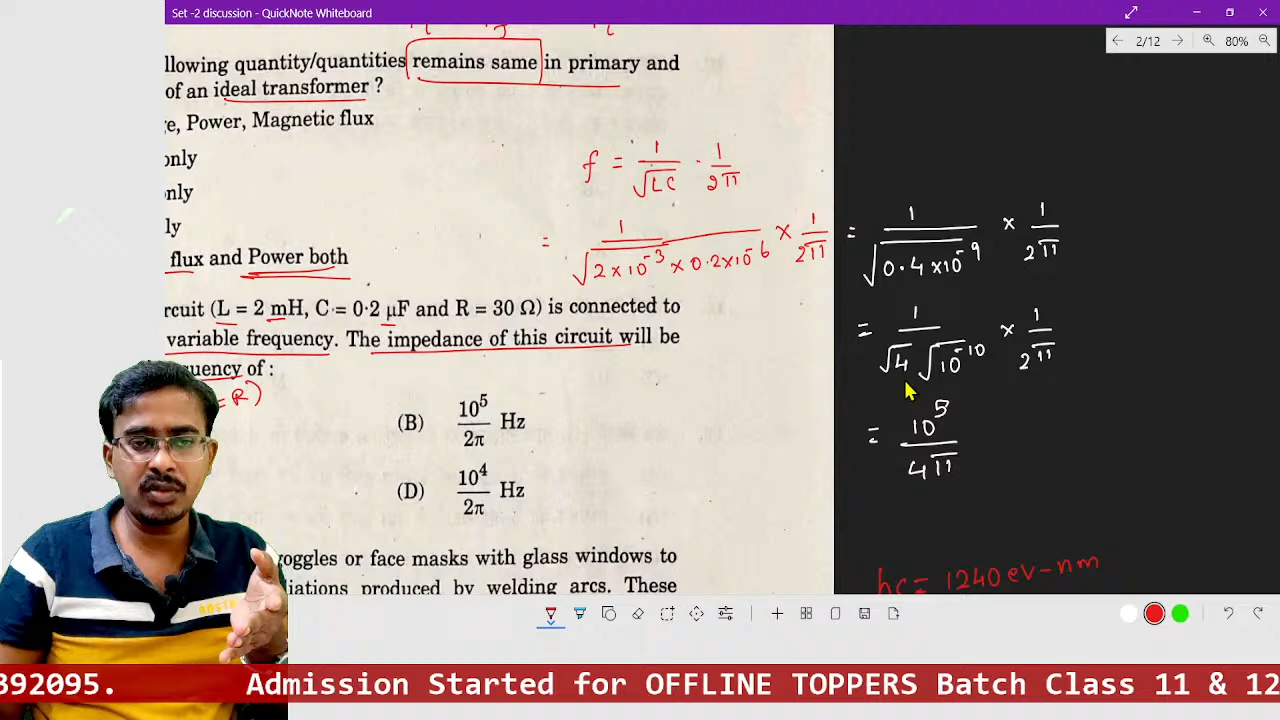 Set -2 discussion - QuickNote Whiteboard
2/12
80%
llowing quantity/quantities remains same in primary and
of an ideal transformer ?
e, Power, Magnetic flux
only
only
ly
flux and Power both
f = 1/√LC · 1/2π
= 1/√2×10⁻³×0.2×10⁻⁶ × 1/2π
= 1/√0.4×10⁻⁹ × 1/2π
= 1/√4 √10⁻¹⁰ × 1/2π
= 10⁵/4π
rcuit (L = 2 mH, C = 0·2 μF and R = 30 Ω) is connected to
variable frequency. The impedance of this circuit will be
quency of :
= R)
(B) 10⁵/2π Hz
(D) 10⁴/2π Hz
goggles or face masks with glass windows to
iations produced by welding arcs. These
hc = 1240 ev-nm
392095. Admission Started for OFFLINE TOPPERS Batch Class 11 & 12